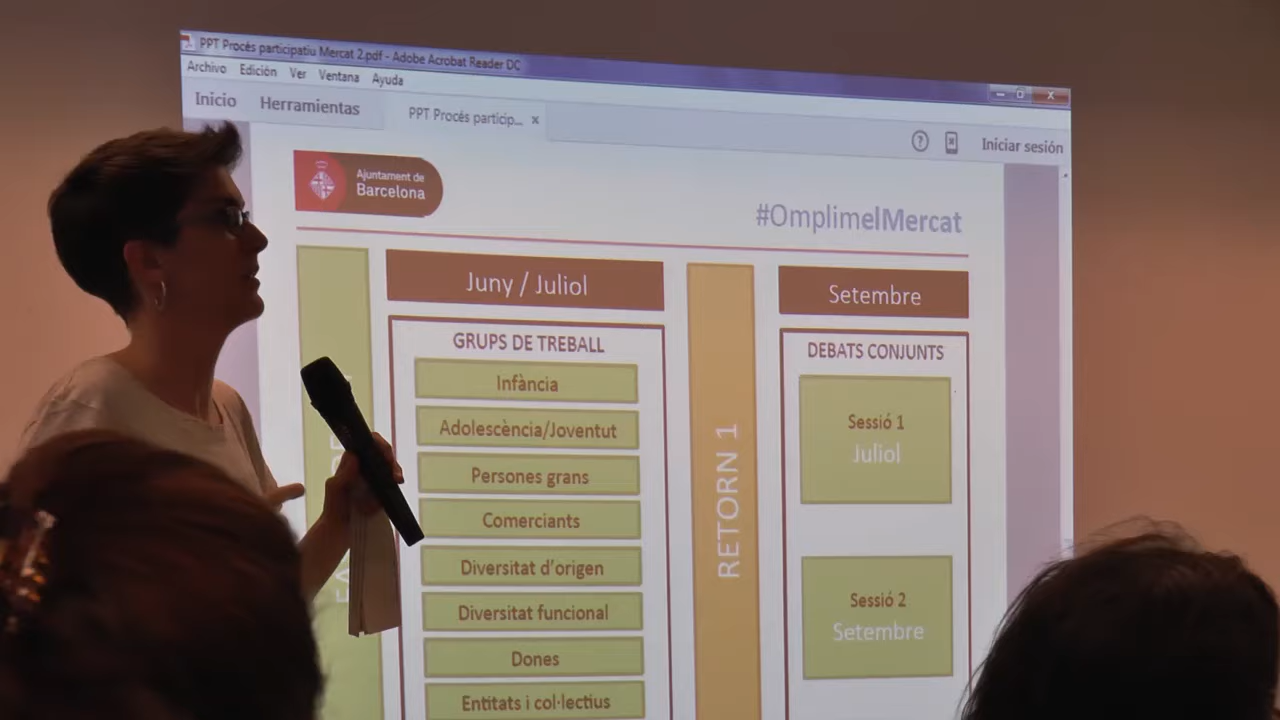 PPT Procés participatiu Mercat 2.pdf - Adobe Acrobat Reader DC
Archivo Edición Ver Ventana Ayuda
Inicio Herramientas PPT Procés particip... × ? Iniciar sesión
Ajuntament de
Barcelona
#OmplimelMercat
Juny / Juliol
GRUPS DE TREBALL
Infància
Adolescència/Joventut
Persones grans
Comerciants
Diversitat d'origen
Diversitat funcional
Dones
Entitats i col·lectius
RETORN 1
Setembre
DEBATS CONJUNTS
Sessió 1
Juliol
Sessió 2
Setembre